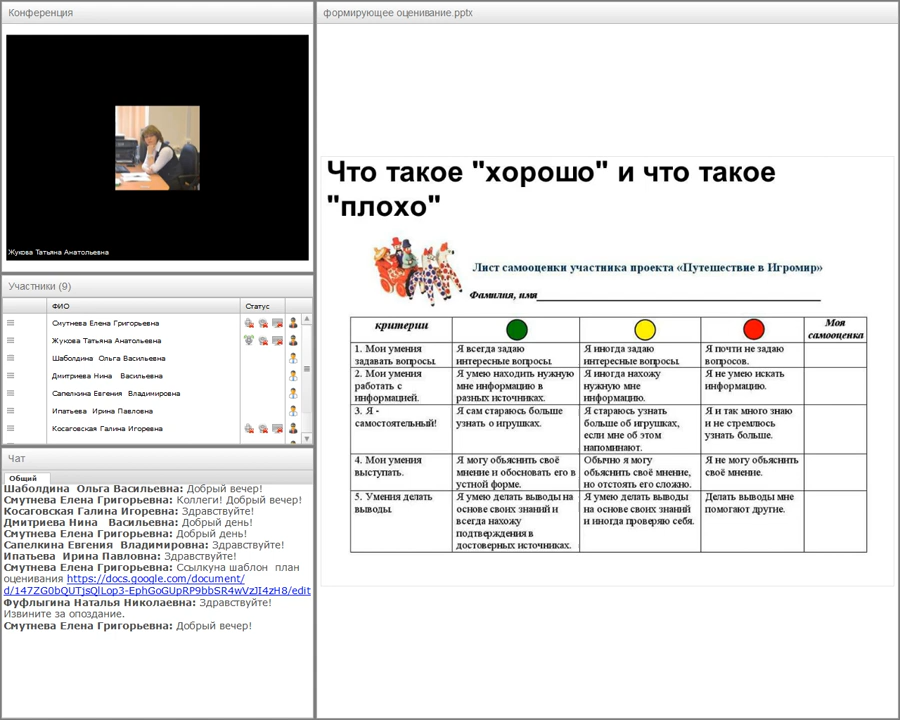 Конференция
Жукова Татьяна Анатольевна
Участники (9)
ФИО
Статус
Смутнева Елена Григорьевна
Жукова Татьяна Анатольевна
Шаболдина Ольга Васильевна
Дмитриева Нина Васильевна
Сапелкина Евгения Владимировна
Ипатьева Ирина Павловна
Косаговская Галина Игоревна
Чат
Общий
Шаболдина Ольга Васильевна: Добрый вечер!
Смутнева Елена Григорьевна: Коллеги! Добрый вечер!
Косаговская Галина Игоревна: Здравствуйте!
Дмитриева Нина Васильевна: Добрый день!
Смутнева Елена Григорьевна: Добрый день!
Сапелкина Евгения Владимировна: Здравствуйте!
Ипатьева Ирина Павловна: Здравствуйте!
Смутнева Елена Григорьевна: Ссылкуна шаблон план
оценивания https://docs.google.com/document/
d/147ZG0bQUTjsQlLop3-EphGoGUpRP9bbSR4wVzJI4zH8/edit
Фуфлыгина Наталья Николаевна: Здравствуйте!
Извините за опоздание.
Смутнева Елена Григорьевна: Добрый вечер!
формирующее оценивание.pptx
Что такое "хорошо" и что такое
"плохо"
Лист самооценки участника проекта «Путешествие в Игромир»
Фамилия, имя
критерии
Моя
самооценка
1. Мои умения
задавать вопросы.
Я всегда задаю
интересные вопросы.
Я иногда задаю
интересные вопросы.
Я почти не задаю
вопросов.
2. Мои умения
работать с
информацией.
Я умею находить нужную
мне информацию в
разных источниках.
Я иногда нахожу
нужную мне
информацию.
Я не умею искать
информацию.
3. Я -
самостоятельный!
Я сам стараюсь больше
узнать о игрушках.
Я стараюсь узнать
больше об игрушках,
если мне об этом
напоминают.
Я и так много знаю
и не стремлюсь
узнать больше.
4. Мои умения
выступать.
Я могу объяснить своё
мнение и обосновать его в
устной форме.
Обычно я могу
объяснить своё мнение,
но отстоять его сложно.
Я не могу объяснить
своё мнение.
5. Умения делать
выводы.
Я умею делать выводы на
основе своих знаний и
всегда нахожу
подтверждения в
достоверных источниках.
Я умею делать выводы
на основе своих знаний
и иногда проверяю себя.
Делать выводы мне
помогают другие.